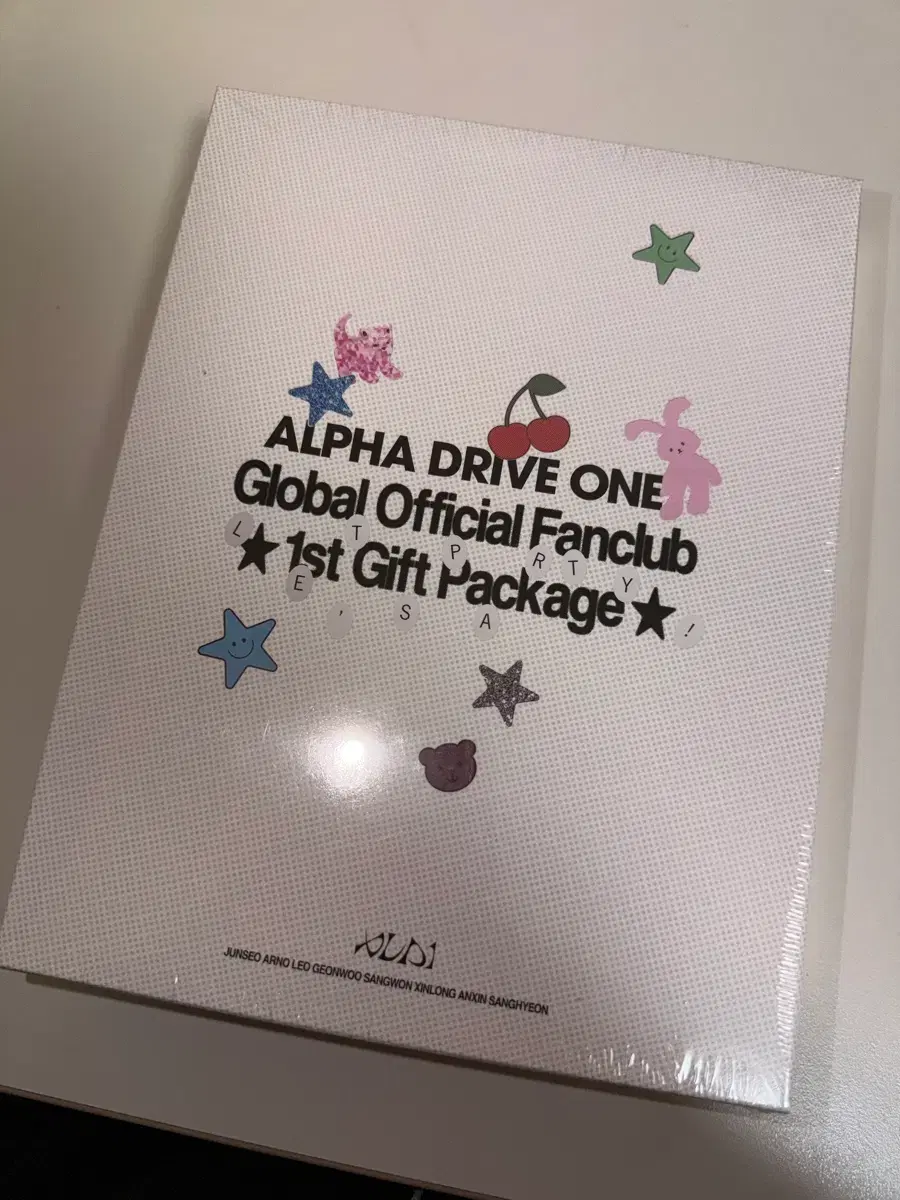 ALPHA DRIVE ONE
Global Official Fanclub
★ 1st Gift Package ★
LET'S PARTY!
ALD1
JUNSEO ARNO LEO GEONWOO SANGWON XINLONG ANXIN SANGHYEON